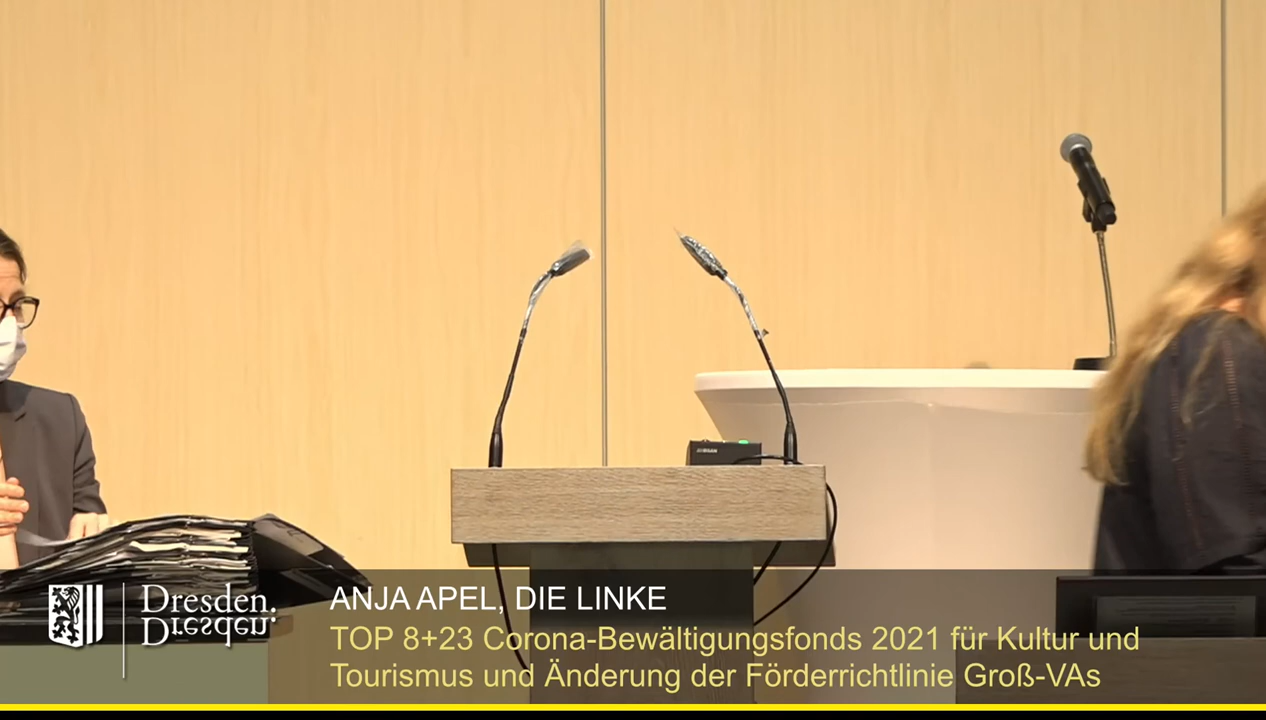 Dresden.
Dresden.
ANJA APEL, DIE LINKE
TOP 8+23 Corona-Bewältigungsfonds 2021 für Kultur und
Tourismus und Änderung der Förderrichtlinie Groß-VAs